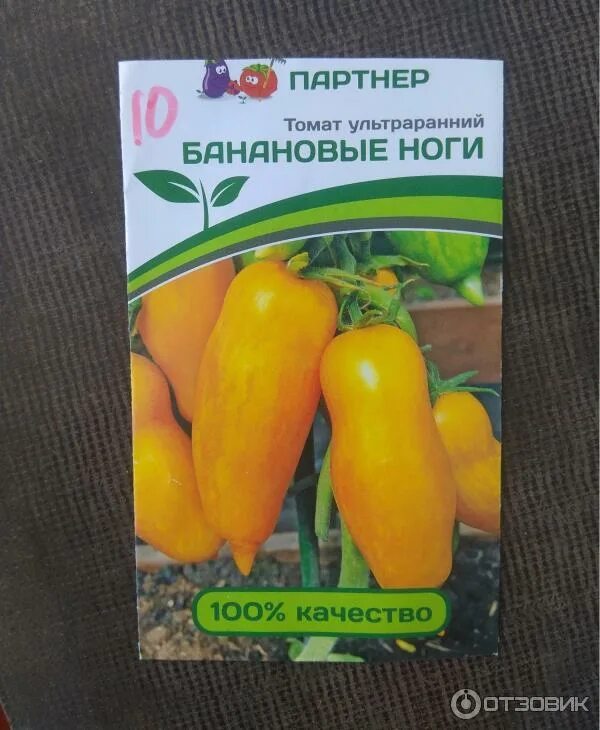 ПАРТНЕР
10
Томат ультраранний
БАНАНОВЫЕ НОГИ
100% качество
ОТЗОВИК